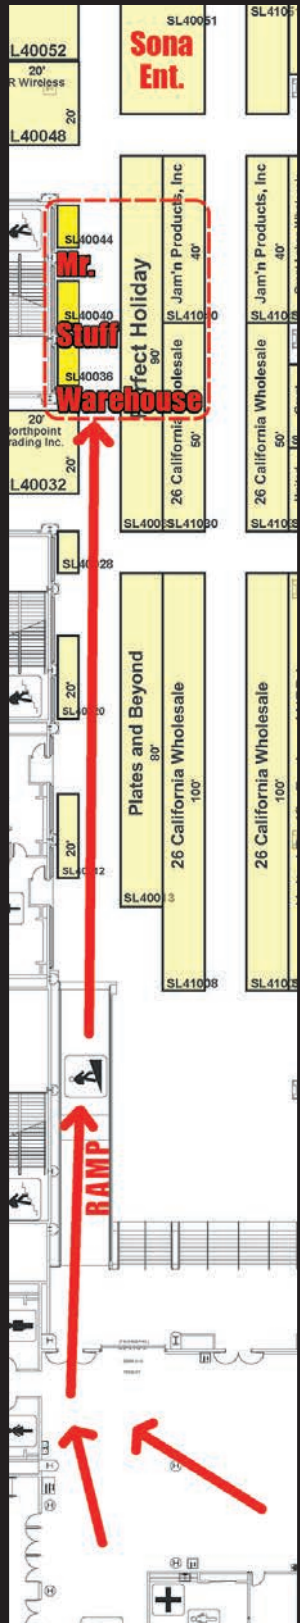 SL40051
SL4105
L40052
Sona
Ent.
20'
R Wireless
20'
L40048
SL40044
Mr.
SL40040
Stuff
SL40036
Warehouse
Perfect Holiday
90'
Jam'n Products, Inc
40'
26 California Wholesale
50'
Jam'n Products, Inc
40'
26 California Wholesale
50'
20'
Northpoint
Trading Inc.
20'
L40032
SL41030
SL40028
20'
Plates and Beyond
80'
26 California Wholesale
100'
26 California Wholesale
100'
20'
SL40012
SL40013
SL41008
RAMP